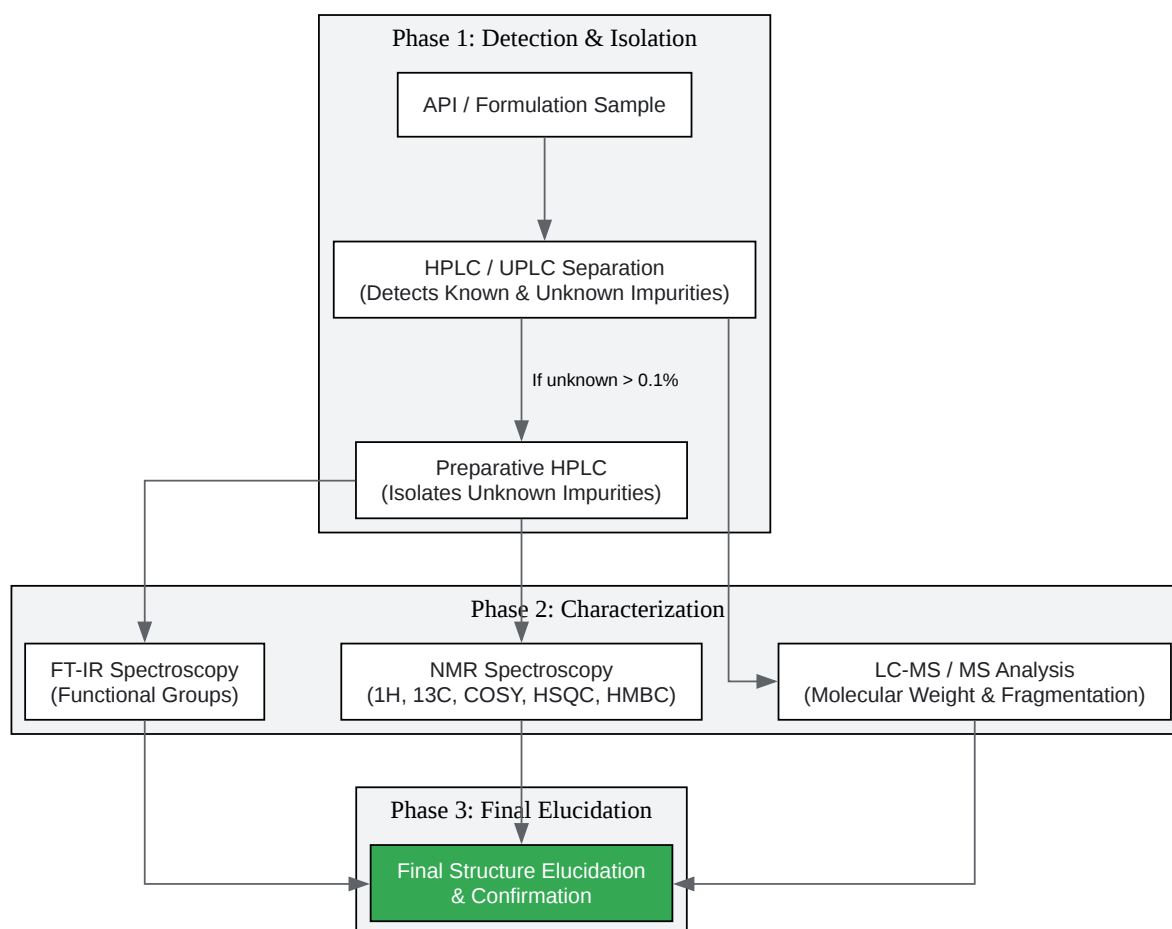 Phase 1: Detection & Isolation
API / Formulation Sample
HPLC / UPLC Separation
(Detects Known & Unknown Impurities)
If unknown > 0.1%
Preparative HPLC
(Isolates Unknown Impurities)
Phase 2: Characterization
FT-IR Spectroscopy
(Functional Groups)
NMR Spectroscopy
(1H, 13C, COSY, HSQC, HMBC)
LC-MS / MS Analysis
(Molecular Weight & Fragmentation)
Phase 3: Final Elucidation
Final Structure Elucidation
& Confirmation